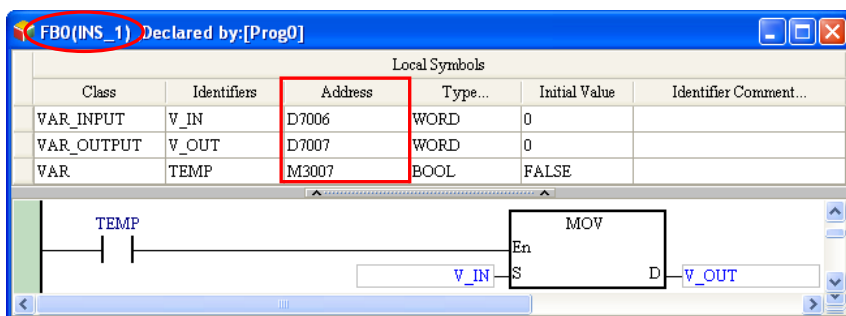 FB0(INS_1) Declared by:[Prog0]
Local Symbols
Class Identifiers Address Type... Initial Value Identifier Comment...
VAR_INPUT V_IN D7006 WORD 0
VAR_OUTPUT V_OUT D7007 WORD 0
VAR TEMP M3007 BOOL FALSE
TEMP MOV
En
V_IN S D V_OUT